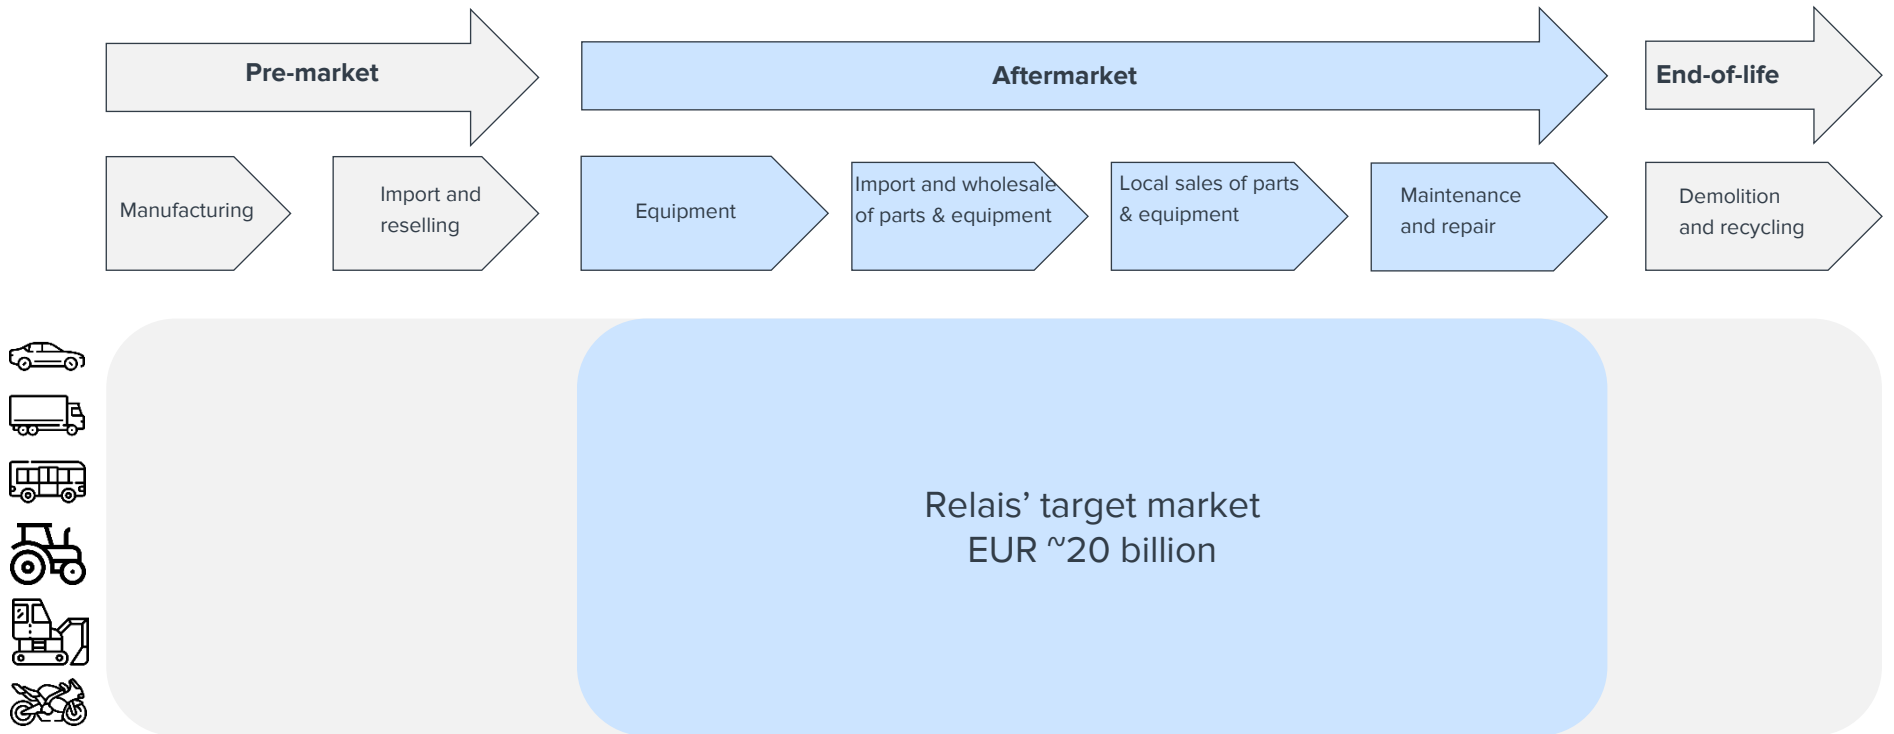 Pre-market
Aftermarket
End-of-life
Manufacturing
Import and
reselling
Equipment
Import and wholesale
of parts & equipment
Local sales of parts
& equipment
Maintenance
and repair
Demolition
and recycling
Relais’ target market
EUR ~20 billion